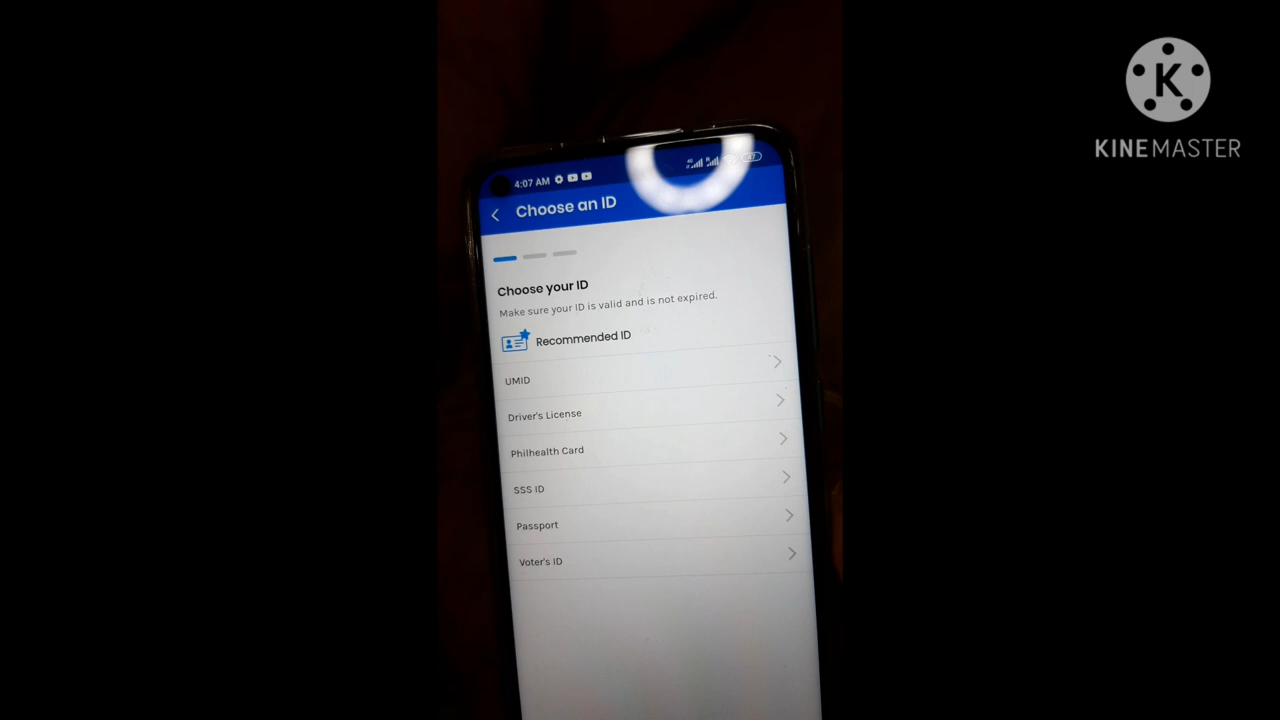 KINEMASTER
4:07 AM
Choose an ID
Choose your ID
Make sure your ID is valid and is not expired.
Recommended ID
UMID
Driver's License
Philhealth Card
SSS ID
Passport
Voter's ID